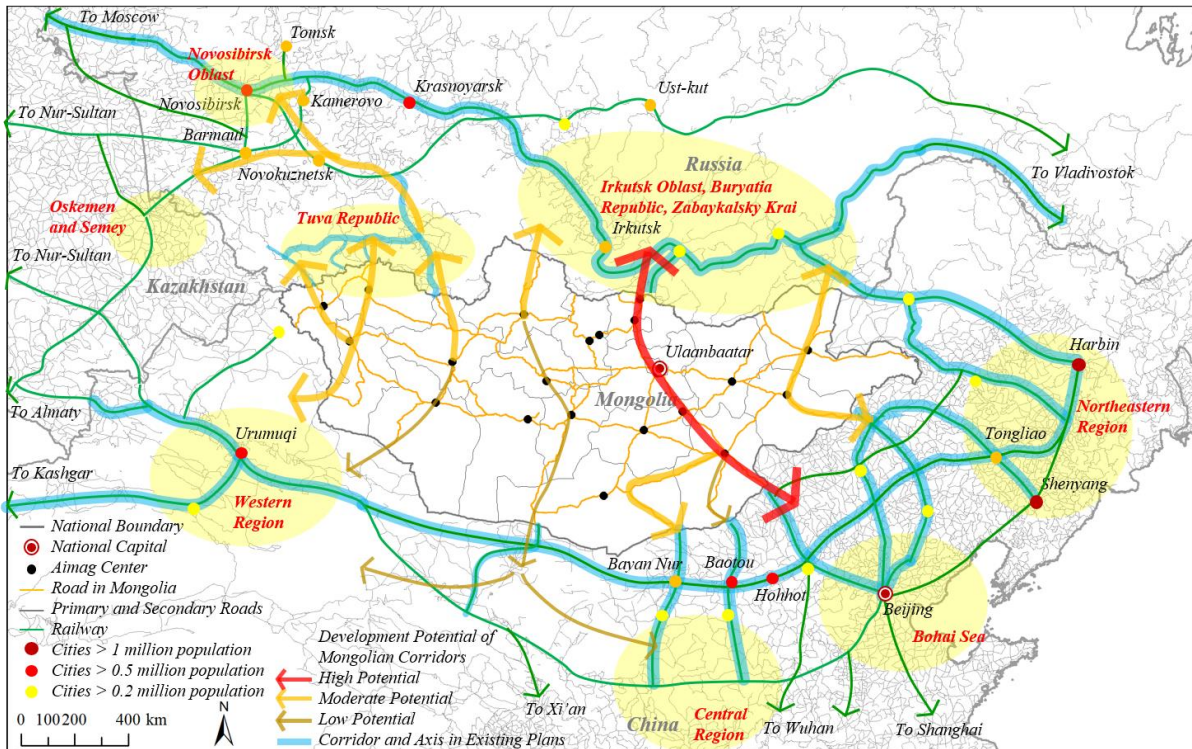 To Moscow
Tomsk
Novosibirsk
Oblast
Krasnoyarsk
Ust-kut
Novosibirsk
Kamerovo
To Nur-Sultan
Barmaul
Novokuznetsk
Russia
To Vladivostok
Irkutsk Oblast, Buryatia
Republic, Zabaykalsky Krai
Oskemen
and Semey
Tuva Republic
Irkutsk
To Nur-Sultan
Kazakhstan
Harbin
Ulaanbaatar
Mongolia
Northeastern
Region
To Almaty
Urumuqi
Tongliao
To Kashgar
Shenyang
Western
Region
National Boundary
National Capital
Aimag Center
Road in Mongolia
Primary and Secondary Roads
Railway
Cities > 1 million population
Cities > 0.5 million population
Cities > 0.2 million population
N
0 100 200 400 km
Bayan Nur
Baotou
Hohhot
Beijing
Bohai Sea
Development Potential of
Mongolian Corridors
High Potential
Moderate Potential
Low Potential
Corridor and Axis in Existing Plans
To Xi'an
China
Central
Region
To Wuhan
To Shanghai